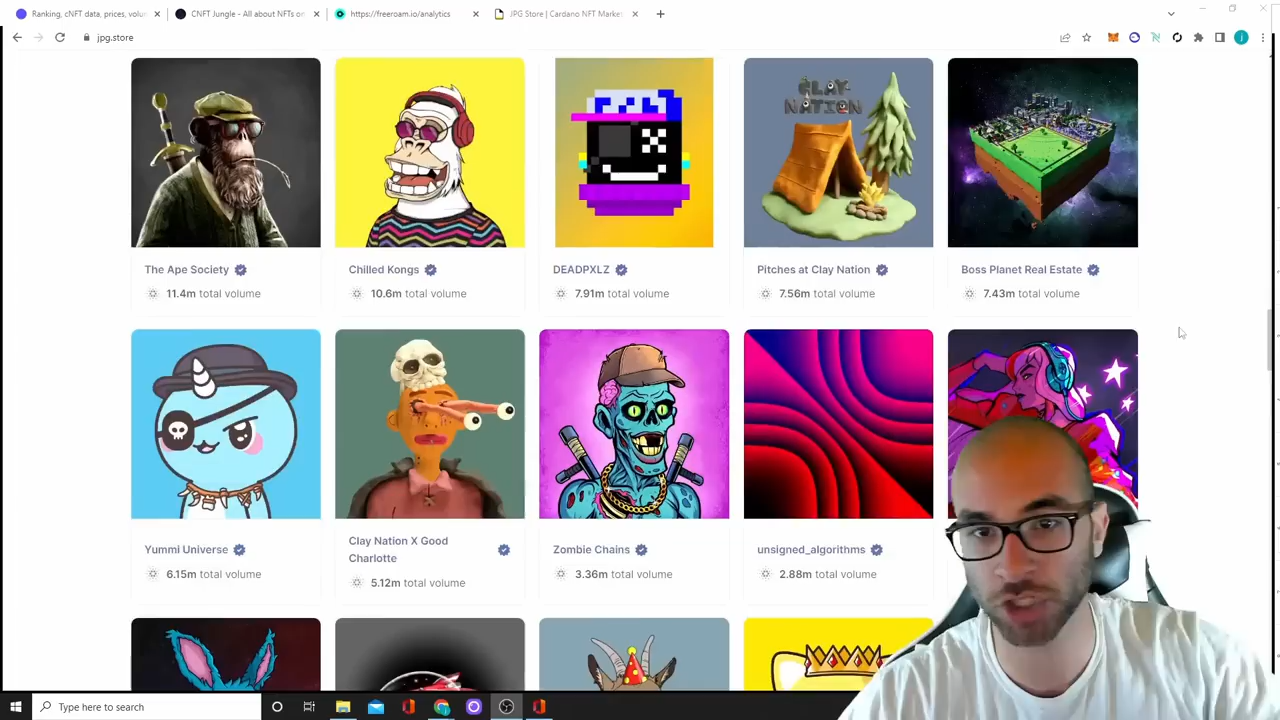 Ranking, cNFT data, prices, volu
CNFT Jungle - All about NFTs on
https://freeroam.io/analytics
JPG Store | Cardano NFT Market
jpg.store
CLAY
NATION
The Ape Society
11.4m total volume
Chilled Kongs
10.6m total volume
DEADPXLZ
7.91m total volume
Pitches at Clay Nation
7.56m total volume
Boss Planet Real Estate
7.43m total volume
Yummi Universe
6.15m total volume
Clay Nation X Good
Charlotte
5.12m total volume
Zombie Chains
3.36m total volume
unsigned_algorithms
2.88m total volume
Type here to search